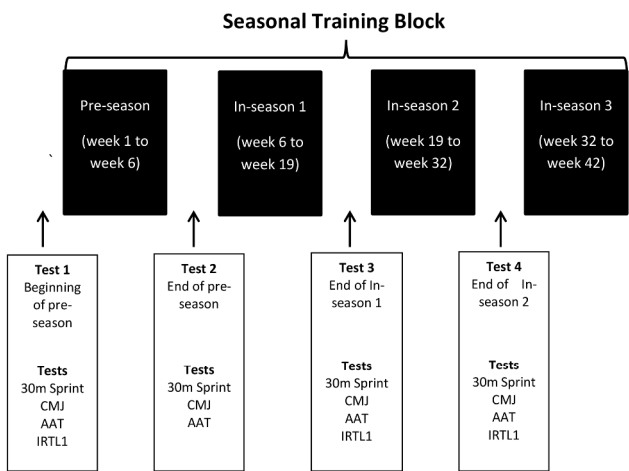 Seasonal Training Block
Pre-season
(week 1 to
week 6)
In-season 1
(week 6 to
week 19)
In-season 2
(week 19 to
week 32)
In-season 3
(week 32 to
week 42)
`
Test 1
Beginning
of pre-
season
Tests
30m Sprint
CMJ
AAT
IRTL1
Test 2
End of pre-
season
Tests
30m Sprint
CMJ
AAT
Test 3
End of In-
season 1
Tests
30m Sprint
CMJ
AAT
IRTL1
Test 4
End of In-
season 2
Tests
30m Sprint
CMJ
AAT
IRTL1